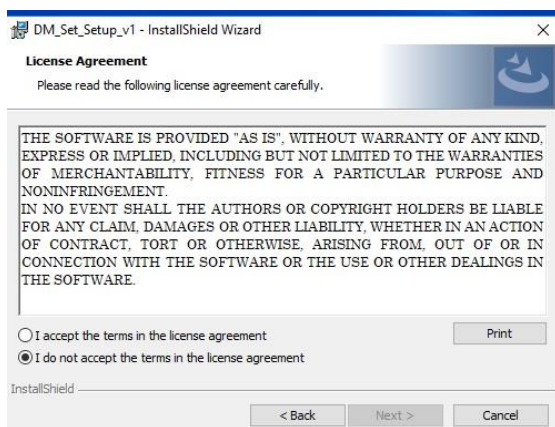 DM_Set_Setup_v1 - InstallShield Wizard
License Agreement
Please read the following license agreement carefully.
THE SOFTWARE IS PROVIDED "AS IS", WITHOUT WARRANTY OF ANY KIND,
EXPRESS OR IMPLIED, INCLUDING BUT NOT LIMITED TO THE WARRANTIES
OF MERCHANTABILITY, FITNESS FOR A PARTICULAR PURPOSE AND
NONINFRINGEMENT.
IN NO EVENT SHALL THE AUTHORS OR COPYRIGHT HOLDERS BE LIABLE
FOR ANY CLAIM, DAMAGES OR OTHER LIABILITY, WHETHER IN AN ACTION
OF CONTRACT, TORT OR OTHERWISE, ARISING FROM, OUT OF OR IN
CONNECTION WITH THE SOFTWARE OR THE USE OR OTHER DEALINGS IN
THE SOFTWARE.
I accept the terms in the license agreement
Print
I do not accept the terms in the license agreement
InstallShield
< Back
Next >
Cancel